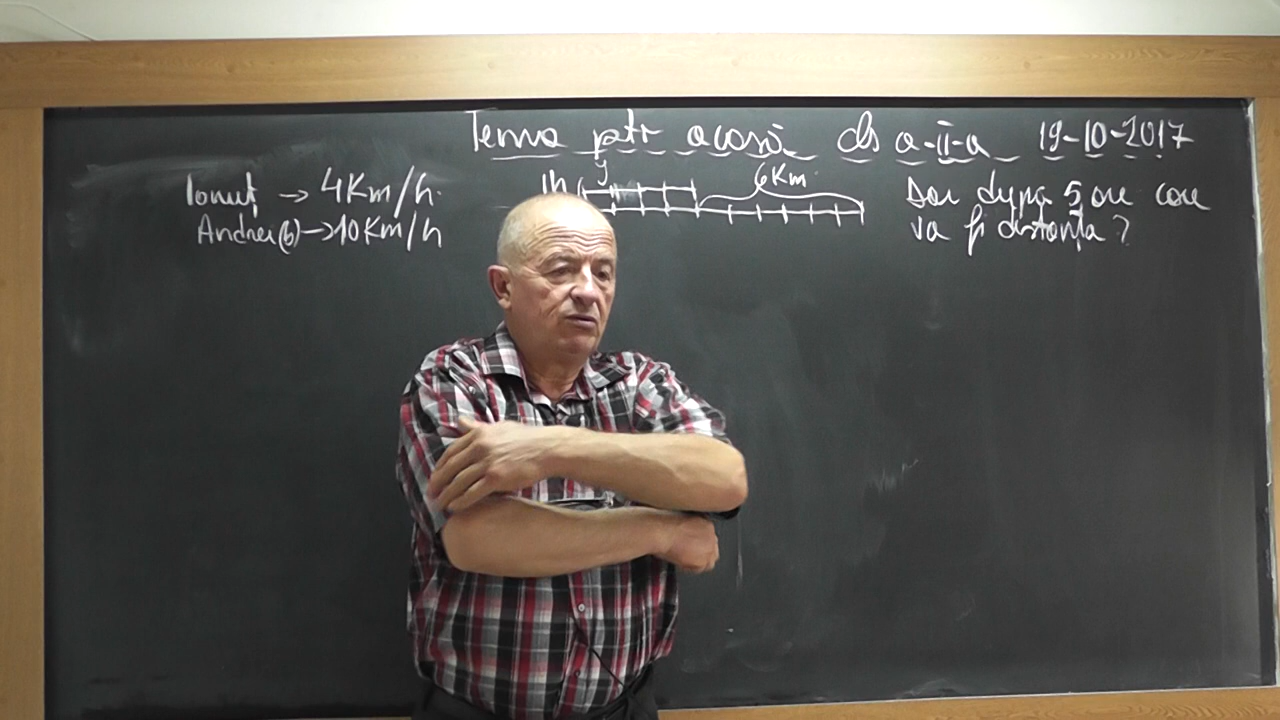 Tema ptr acasă cls a-II-a 19-10-2017
Ionuț → 4Km/h.
Andrei(b) → 10Km/h
1h
y
6Km.
Dar dupa 5 ore care
va fi distanța ?